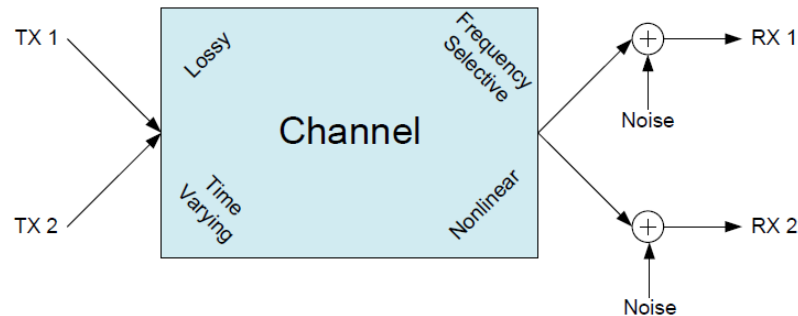 TX 1
Lossy
Frequency
Selective
RX 1
Noise
Channel
Time
Varying
Nonlinear
TX 2
RX 2
Noise